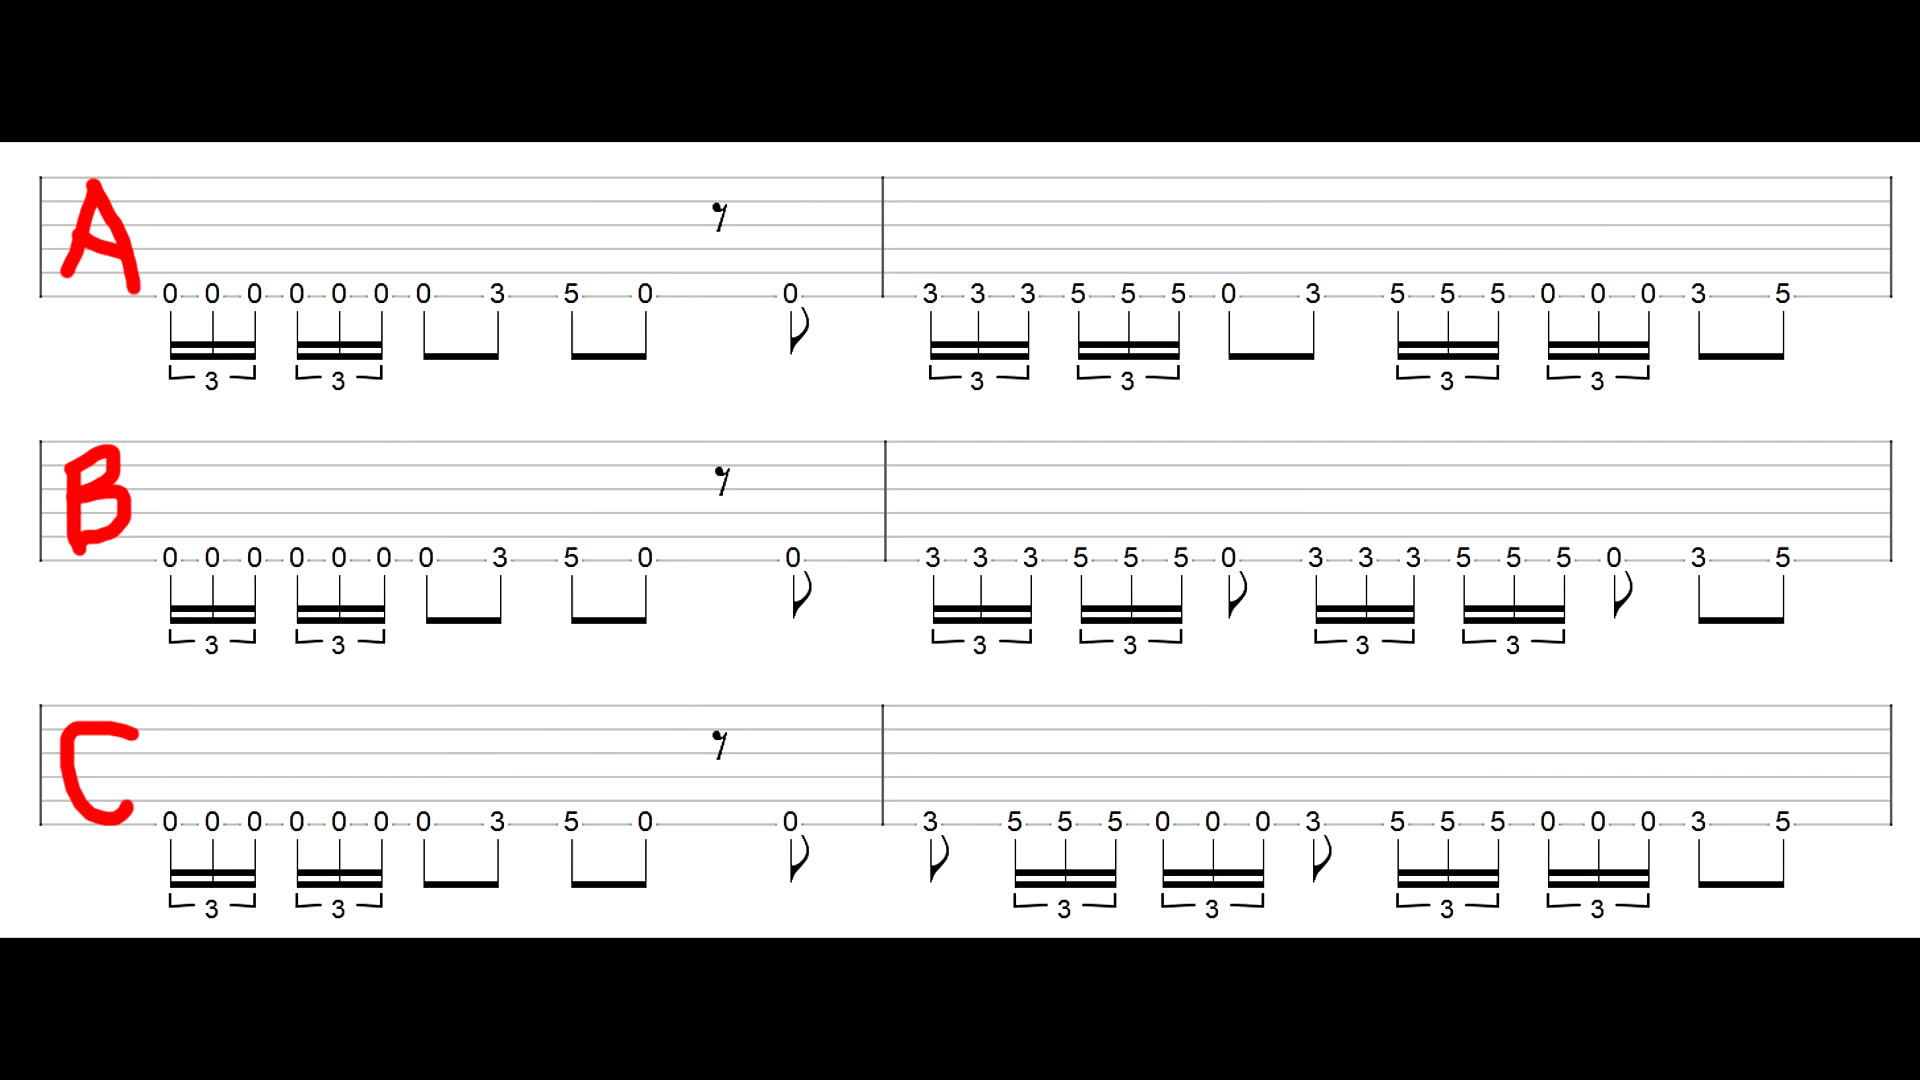 A
0 0 0 0 0 0 0 3 5 0 0 3 3 3 5 5 5 0 3 5 5 5 0 0 0 3 5
3 3 3 3 3 3
B
0 0 0 0 0 0 0 3 5 0 0 3 3 3 5 5 5 0 3 3 3 5 5 5 0 3 5
3 3 3 3 3 3
C
0 0 0 0 0 0 0 3 5 0 0 3 5 5 5 0 0 0 3 5 5 5 0 0 0 3 5
3 3 3 3 3 3